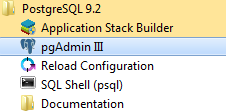 PostgreSQL 9.2
Application Stack Builder
pgAdmin III
Reload Configuration
SQL Shell (psql)
Documentation